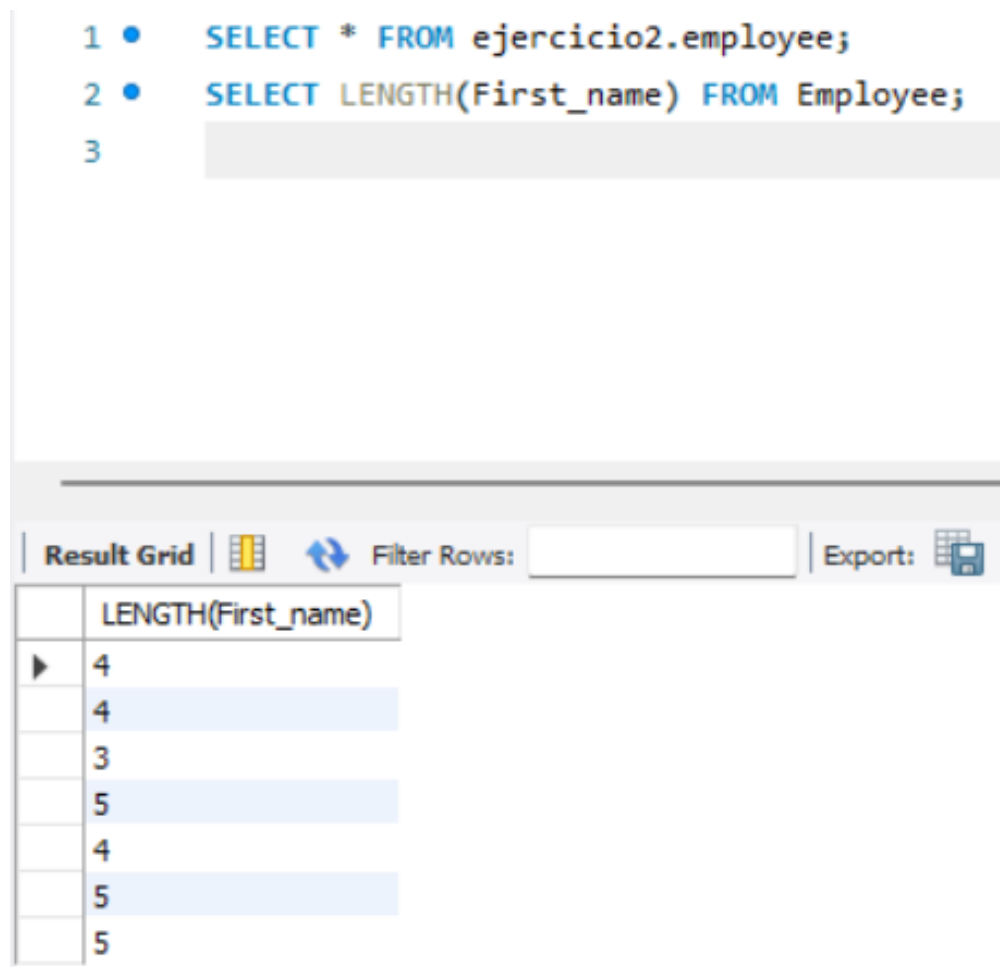 1 SELECT * FROM ejercicio2.employee;
2 SELECT LENGTH(First_name) FROM Employee;
3
Result Grid Filter Rows: Export:
LENGTH(First_name)
4
4
3
5
4
5
5